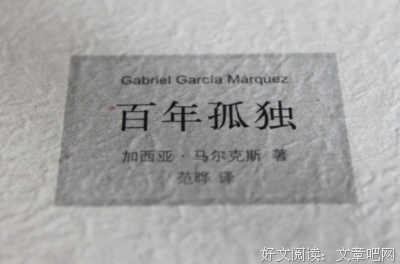 Gabriel García Márquez
百年孤独
加西亚·马尔克斯 著
范晔 译
好文阅读：文章吧网